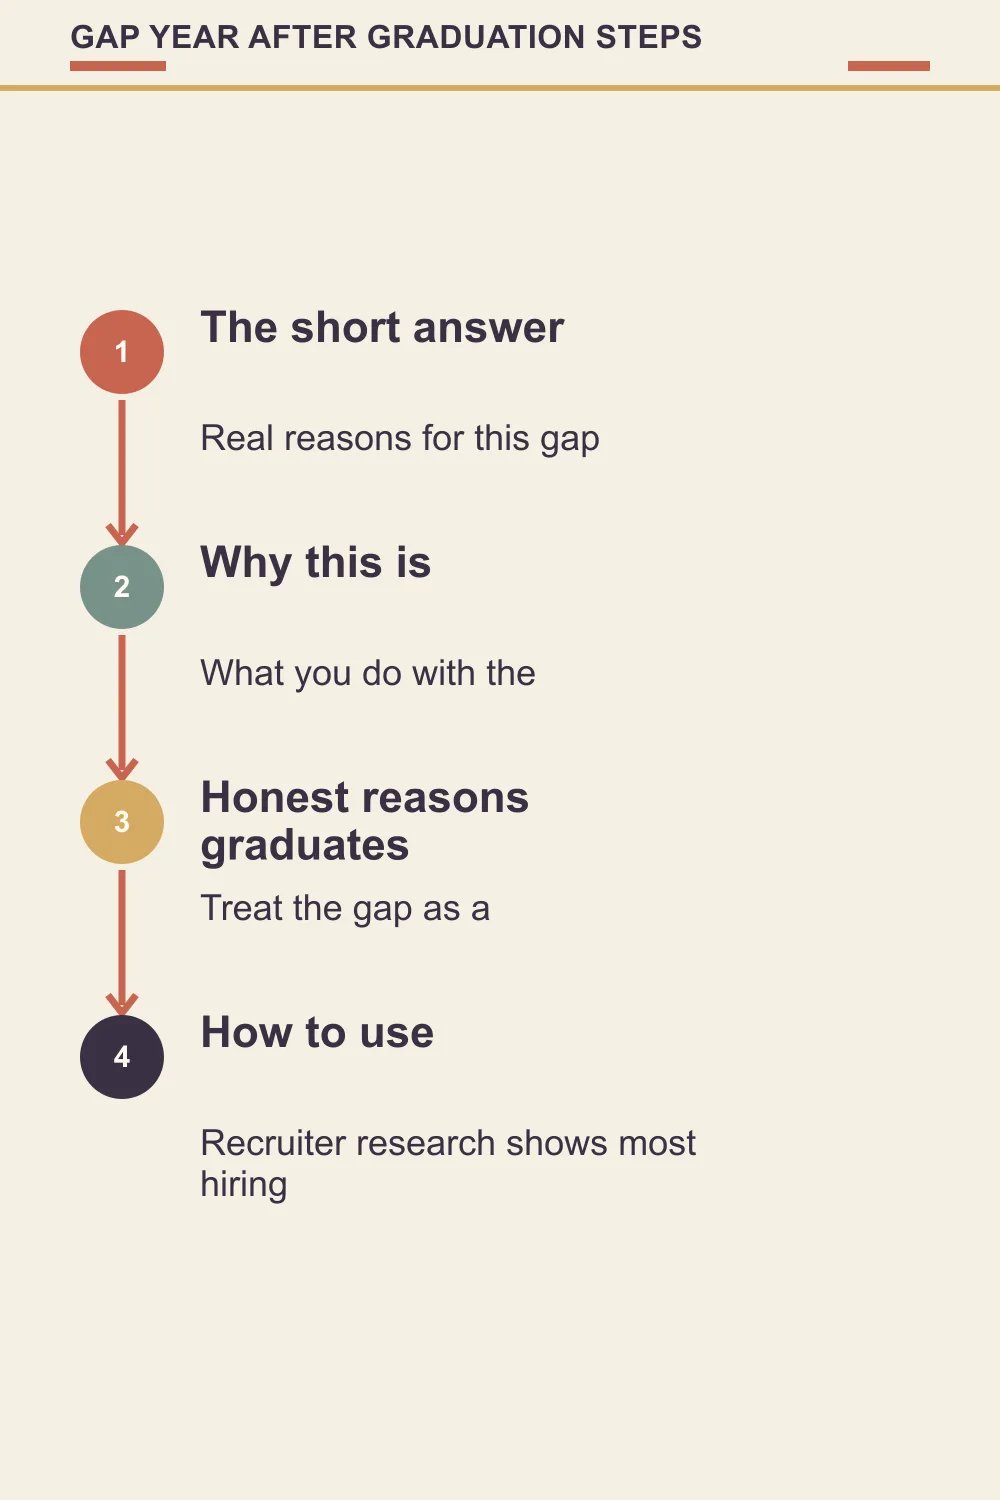 GAP YEAR AFTER GRADUATION STEPS
1
The short answer
Real reasons for this gap
2
Why this is
What you do with the
3
Honest reasons
graduates
Treat the gap as a
4
How to use
Recruiter research shows most
hiring